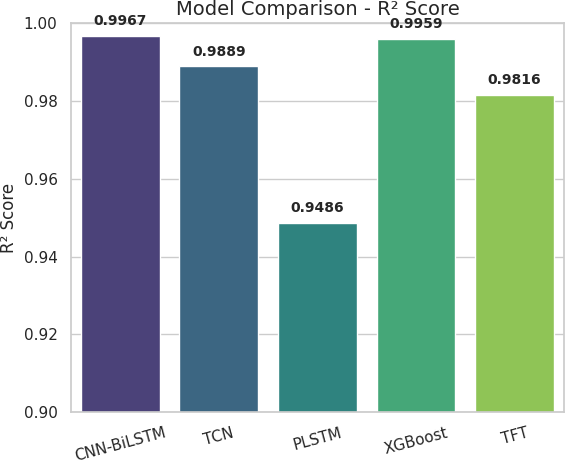 Model Comparison - R² Score
R² Score
1.00
0.98
0.96
0.94
0.92
0.90
0.9967
0.9889
0.9486
0.9959
0.9816
CNN-BiLSTM
TCN
PLSTM
XGBoost
TFT